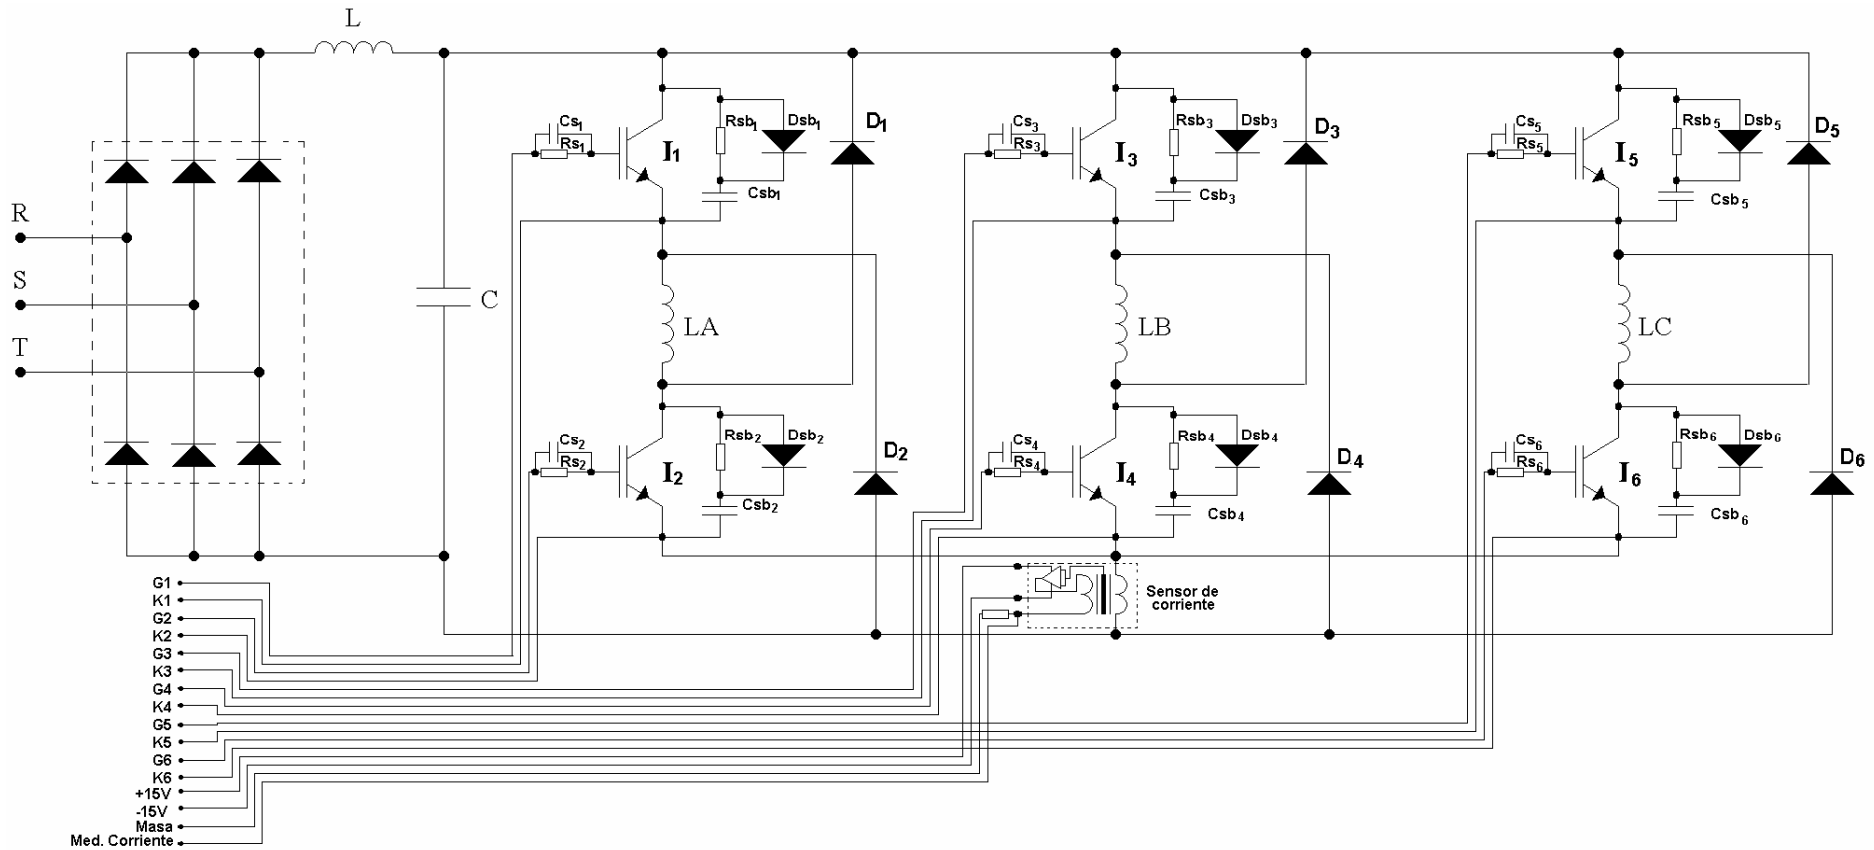 L
Cs1
Rs1
I1
Rsb1
Dsb1
Csb1
D1
Cs3
Rs3
I3
Rsb3
Dsb3
Csb3
D3
Cs5
Rs5
I5
Rsb5
Dsb5
Csb5
D5
R
S
T
C
LA
LB
LC
Cs2
Rs2
I2
Rsb2
Dsb2
Csb2
D2
Cs4
Rs4
I4
Rsb4
Dsb4
Csb4
D4
Cs6
Rs6
I6
Rsb6
Dsb6
Csb6
D6
Sensor de
corriente
G1
K1
G2
K2
G3
K3
G4
K4
G5
K5
G6
K6
+15V
-15V
Masa
Med. Corriente